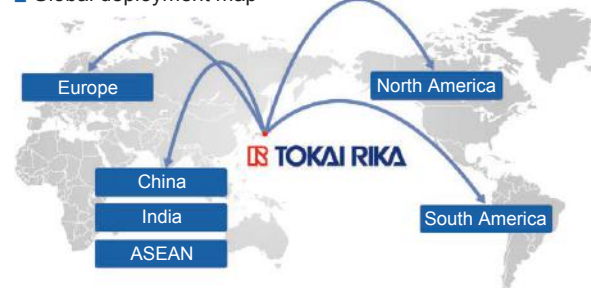 Global deployment map
Europe
North America
TOKAI RIKA
China
India
ASEAN
South America